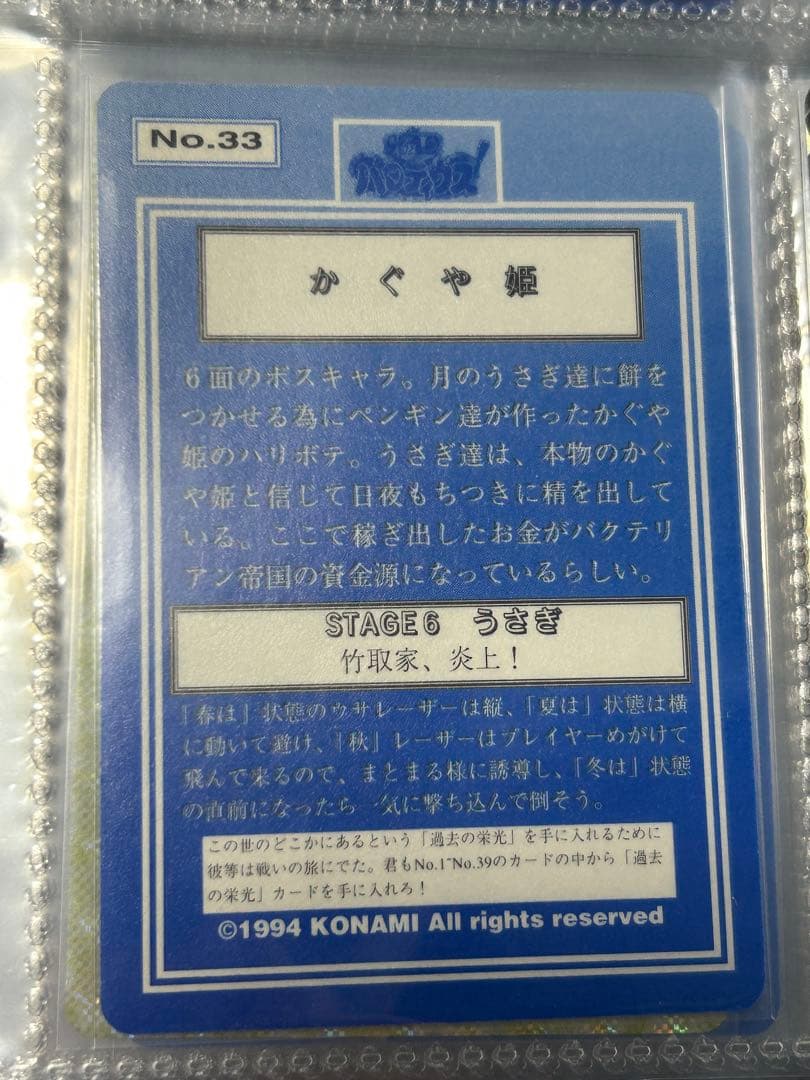 No.33
かぐや姫
6面のボスキャラ。月のうさぎ達に餅を
つかせる為にペンギン達が作ったかぐや
姫のハリボテ。うさぎ達は、本物のかぐ
や姫と信じて日夜もちつきに精を出して
いる。ここで稼ぎ出したお金がバクテリ
アン帝国の資金源になっているらしい。
STAGE6 うさぎ
竹取家、炎上！
「春は」状態のウサレーザーは縦、「夏は」状態は横
に動いて避け、「秋」レーザーはプレイヤーめがけて
飛んで来るので、まとまる様に誘導し、「冬は」状態
の直前になったら一気に撃ち込んで倒そう。
この世のどこかにあるという「過去の栄光」を手に入れるために
彼等は戦いの旅にでた。君もNo.1~No.39のカードの中から「過去
の栄光」カードを手に入れろ！
©1994 KONAMI All rights reserved